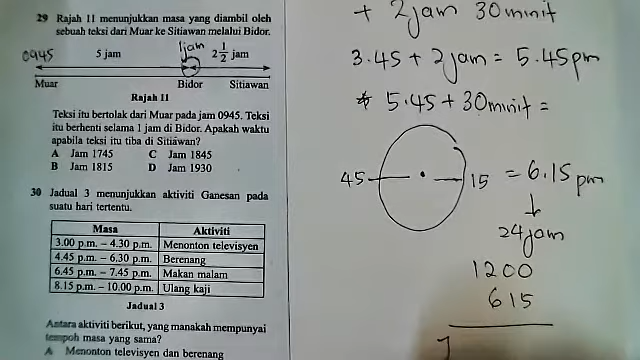 29 Rajah 11 menunjukkan masa yang diambil oleh
sebuah teksi dari Muar ke Sitiawan melalui Bidor.
0945 5 jam 1jam 2 1/2 jam
Muar Bidor Sitiawan
Rajah 11
Teksi itu bertolak dari Muar pada jam 0945. Teksi
itu berhenti selama 1 jam di Bidor. Apakah waktu
apabila teksi itu tiba di Sitiawan?
A Jam 1745 C Jam 1845
B Jam 1815 D Jam 1930
30 Jadual 3 menunjukkan aktiviti Ganesan pada
suatu hari tertentu.
Masa Aktiviti
3.00 p.m. – 4.30 p.m. Menonton televisyen
4.45 p.m. – 6.30 p.m. Berenang
6.45 p.m. – 7.45 p.m. Makan malam
8.15 p.m. – 10.00 p.m. Ulang kaji
Jadual 3
Antara aktiviti berikut, yang manakah mempunyai
tempoh masa yang sama?
A Menonton televisyen dan berenang
+ 2jam 30minit
3.45 + 2jam = 5.45pm
* 5.45 + 30minit =
45 15 = 6.15pm
24jam
1200
615